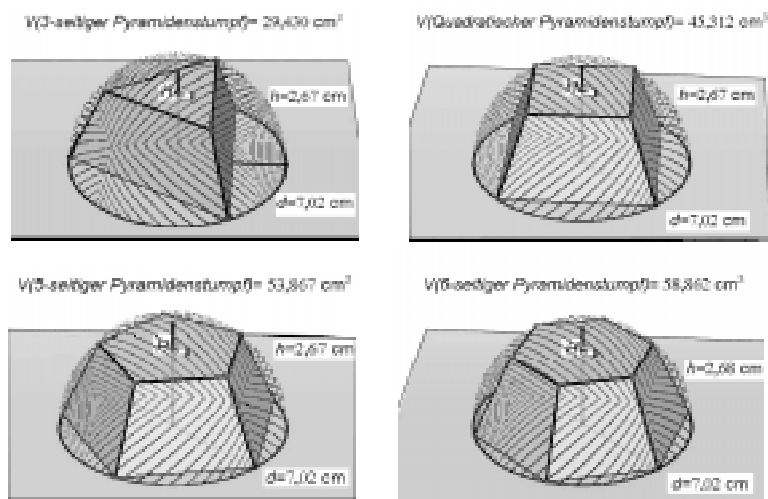 V(3-seitiger Pyramidenstumpf)= 29,430 cm³
h=2,67 cm
d=7,02 cm
V(Quadratischer Pyramidenstumpf)= 45,312 cm³
h=2,67 cm
d=7,02 cm
V(5-seitiger Pyramidenstumpf)= 53,867 cm³
h=2,67 cm
d=7,02 cm
V(6-seitiger Pyramidenstumpf)= 58,862 cm³
h=2,68 cm
d=7,02 cm